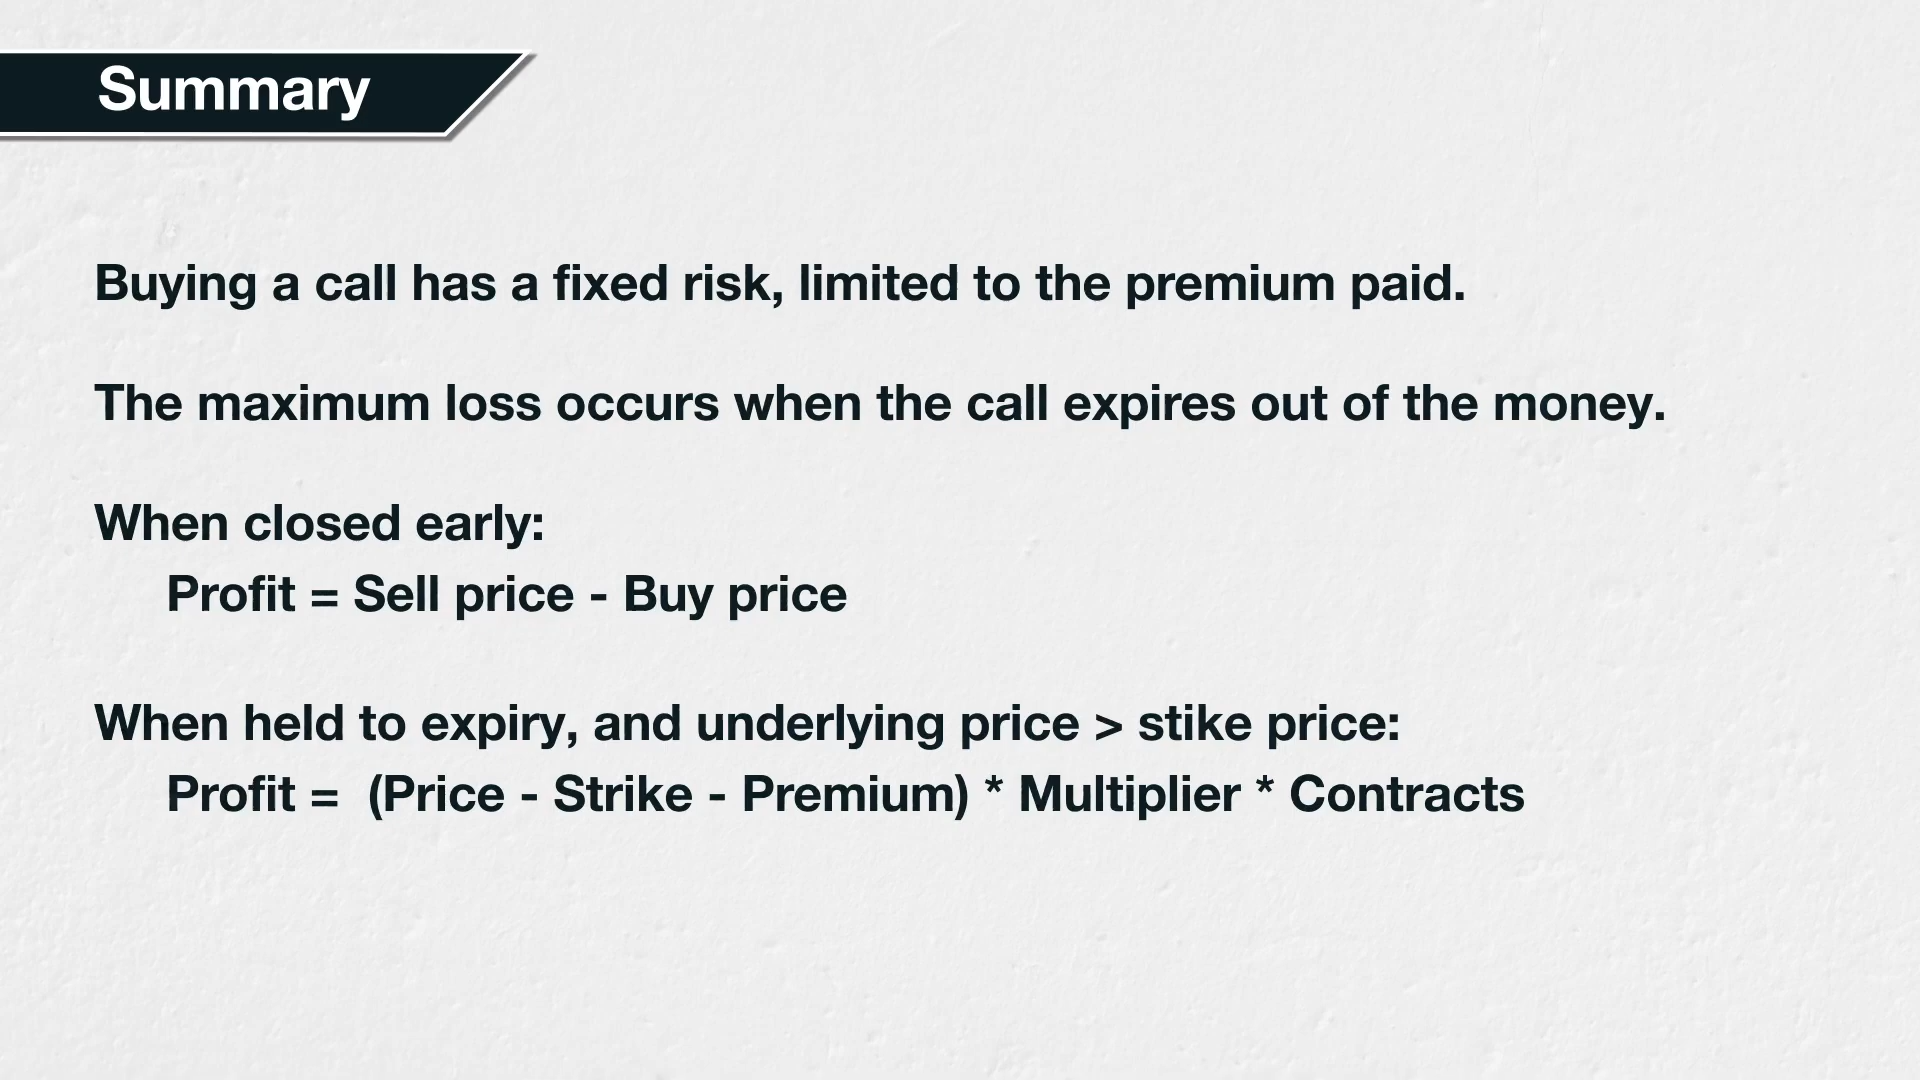 Summary
Buying a call has a fixed risk, limited to the premium paid.
The maximum loss occurs when the call expires out of the money.
When closed early:
Profit = Sell price - Buy price
When held to expiry, and underlying price > stike price:
Profit =  (Price - Strike - Premium) * Multiplier * Contracts